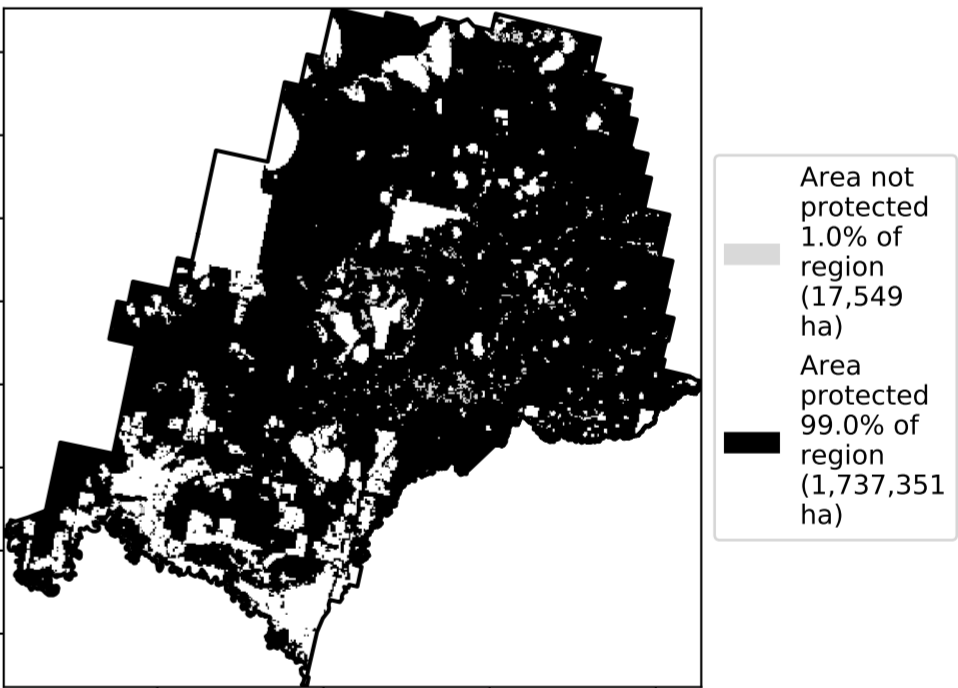 Area not
protected
1.0% of
region
(17,549
ha)
Area
protected
99.0% of
region
(1,737,351
ha)